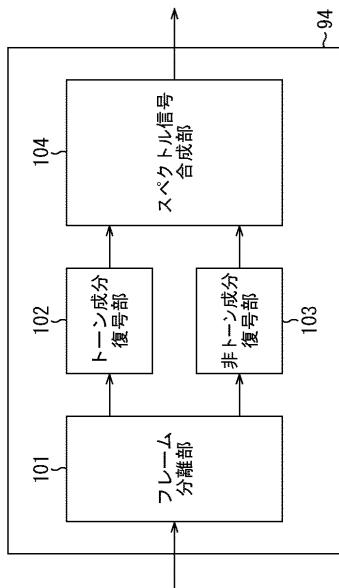 101
フレーム
分離部
102
トーン成分
復号部
103
非トーン成分
復号部
104
スペクトル信号
合成部
94